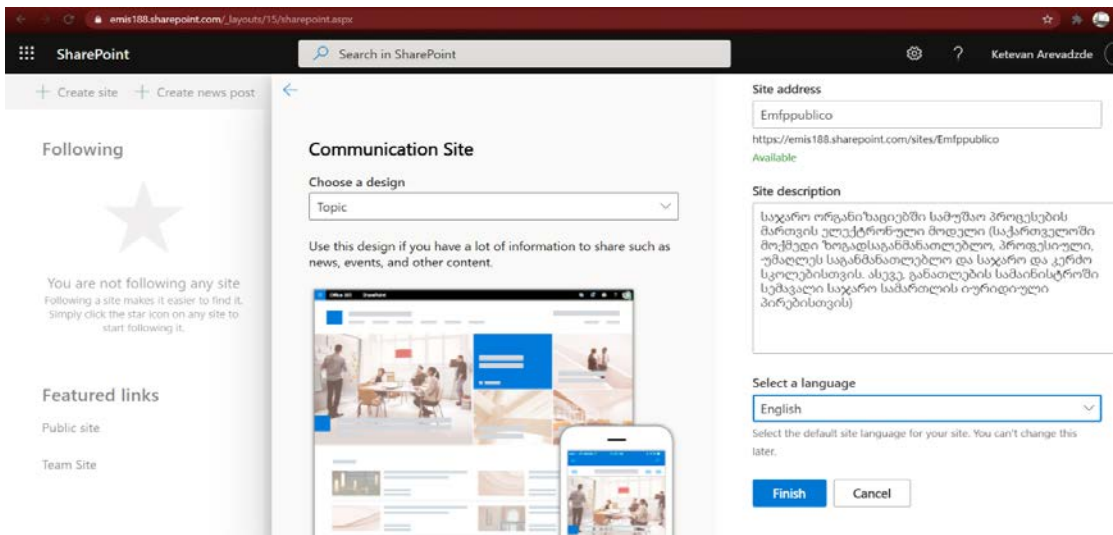 emis188.sharepoint.com/_layouts/15/sharepoint.aspx
SharePoint
Search in SharePoint
?
Ketevan Arevadzde
+ Create site + Create news post
Following
You are not following any site
Following a site makes it easier to find it.
Simply click the star icon on any site to
start following it.
Featured links
Public site
Team Site
Communication Site
Choose a design
Topic
Use this design if you have a lot of information to share such as
news, events, and other content.
Office 365 SharePoint
Site address
Emfppublico
https://emis188.sharepoint.com/sites/Emfppublico
Available
Site description
საჯარო ორგანიზაციებში სამუშაო პროცესების
მართვის ელექტრონული მოდელი (საქართველოში
მოქმედი ზოგადსაგანმანათლებლო, პროფესიული,
უმაღლეს საგანმანათლებლო და საჯარო და კერძო
სკოლებისთვის. ასევე, განათლების სამაინისტროში
სემავალი საჯარო სამართლის იურიდიული
პირებისთვის)
Select a language
English
Select the default site language for your site. You can't change this
later.
Finish Cancel